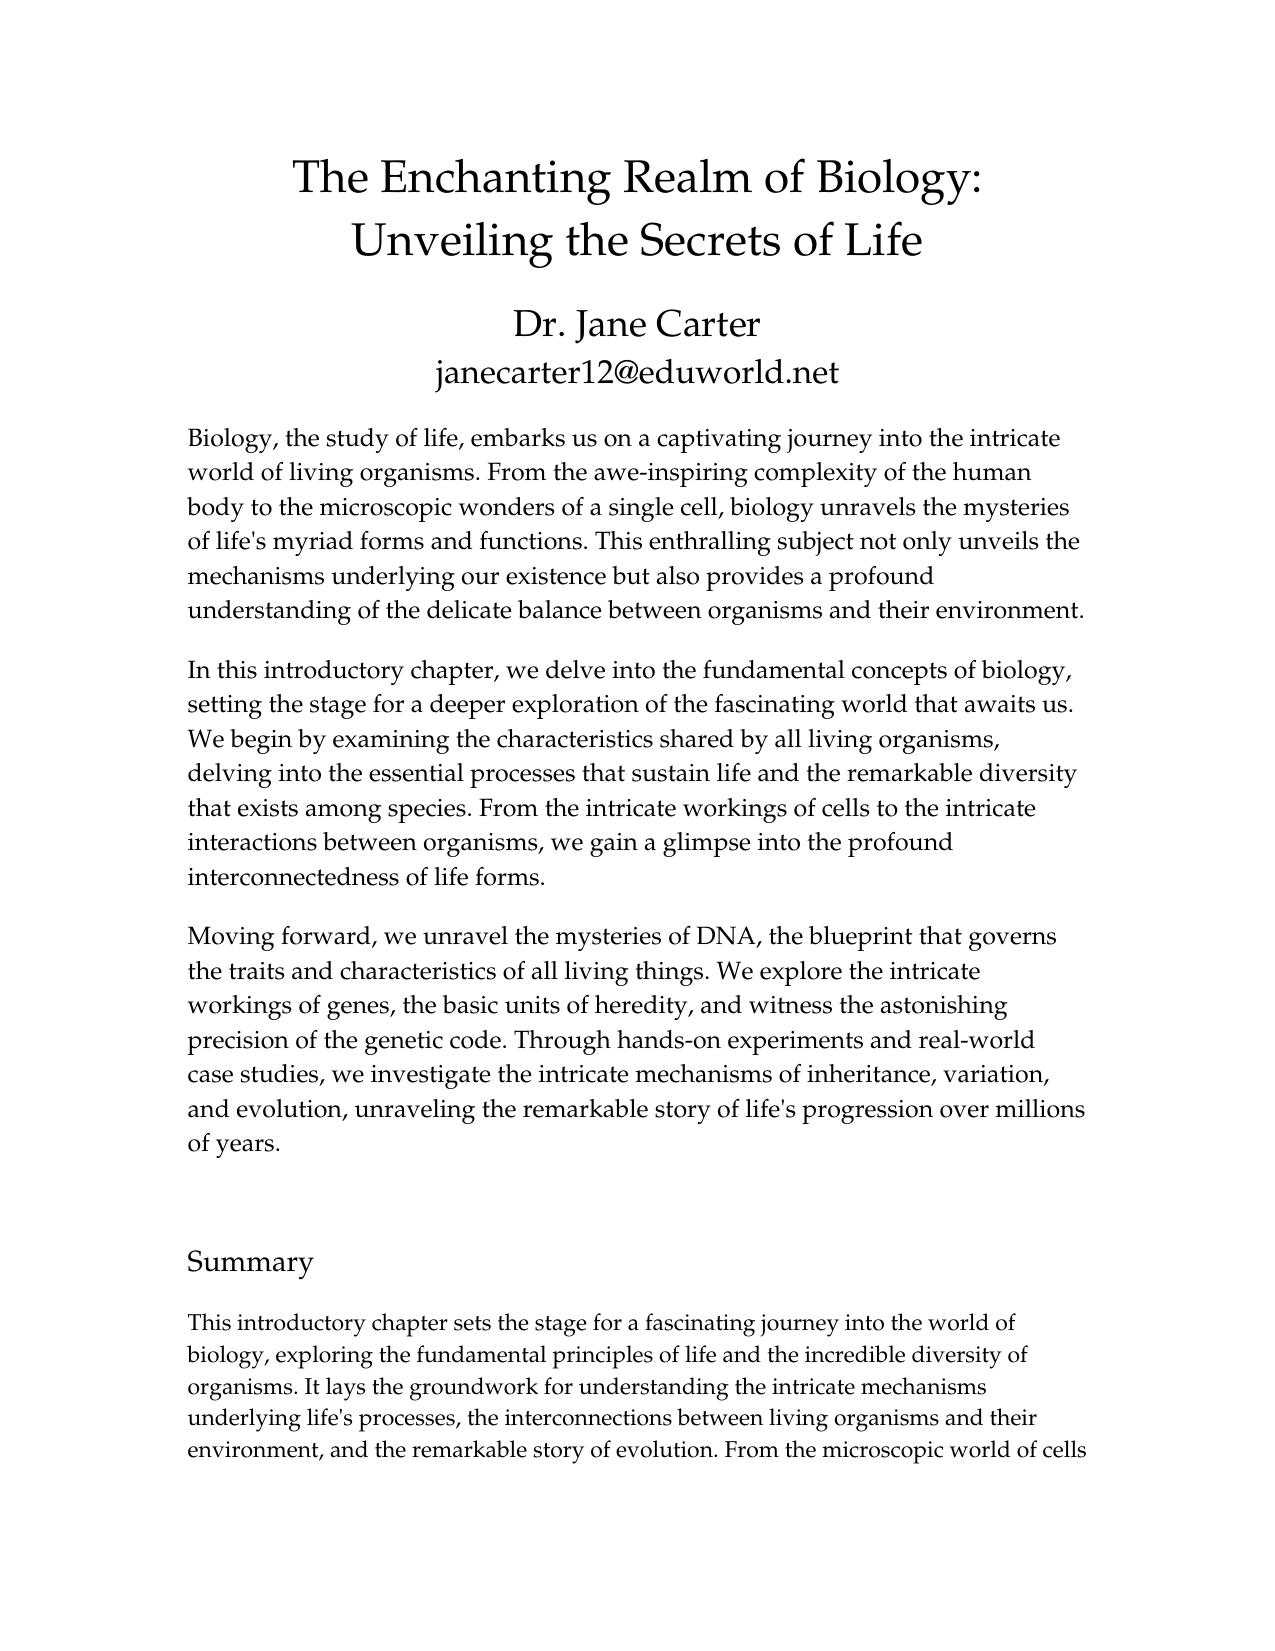 The Enchanting Realm of Biology:
Unveiling the Secrets of Life
Dr. Jane Carter
janecarter12@eduworld.net
Biology, the study of life, embarks us on a captivating journey into the intricate
world of living organisms. From the awe-inspiring complexity of the human
body to the microscopic wonders of a single cell, biology unravels the mysteries
of life's myriad forms and functions. This enthralling subject not only unveils the
mechanisms underlying our existence but also provides a profound
understanding of the delicate balance between organisms and their environment.
In this introductory chapter, we delve into the fundamental concepts of biology,
setting the stage for a deeper exploration of the fascinating world that awaits us.
We begin by examining the characteristics shared by all living organisms,
delving into the essential processes that sustain life and the remarkable diversity
that exists among species. From the intricate workings of cells to the intricate
interactions between organisms, we gain a glimpse into the profound
interconnectedness of life forms.
Moving forward, we unravel the mysteries of DNA, the blueprint that governs
the traits and characteristics of all living things. We explore the intricate
workings of genes, the basic units of heredity, and witness the astonishing
precision of the genetic code. Through hands-on experiments and real-world
case studies, we investigate the intricate mechanisms of inheritance, variation,
and evolution, unraveling the remarkable story of life's progression over millions
of years.
Summary
This introductory chapter sets the stage for a fascinating journey into the world of
biology, exploring the fundamental principles of life and the incredible diversity of
organisms. It lays the groundwork for understanding the intricate mechanisms
underlying life's processes, the interconnections between living organisms and their
environment, and the remarkable story of evolution. From the microscopic world of cells